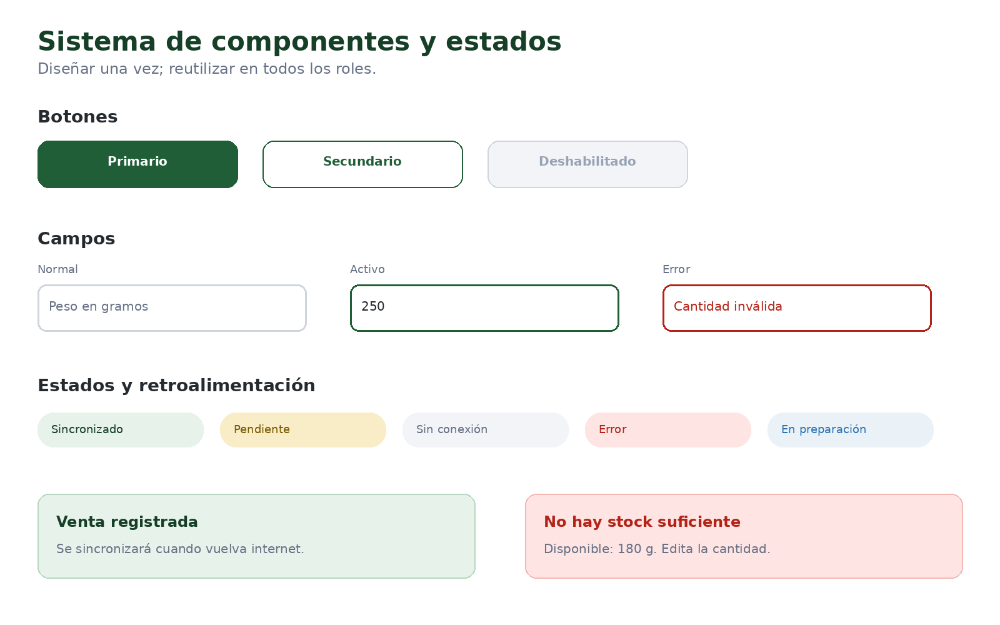 Sistema de componentes y estados
Diseñar una vez; reutilizar en todos los roles.
Botones
Primario
Secundario
Deshabilitado
Campos
Normal
Activo
Error
Peso en gramos
250
Cantidad inválida
Estados y retroalimentación
Sincronizado
Pendiente
Sin conexión
Error
En preparación
Venta registrada
Se sincronizará cuando vuelva internet.
No hay stock suficiente
Disponible: 180 g. Edita la cantidad.